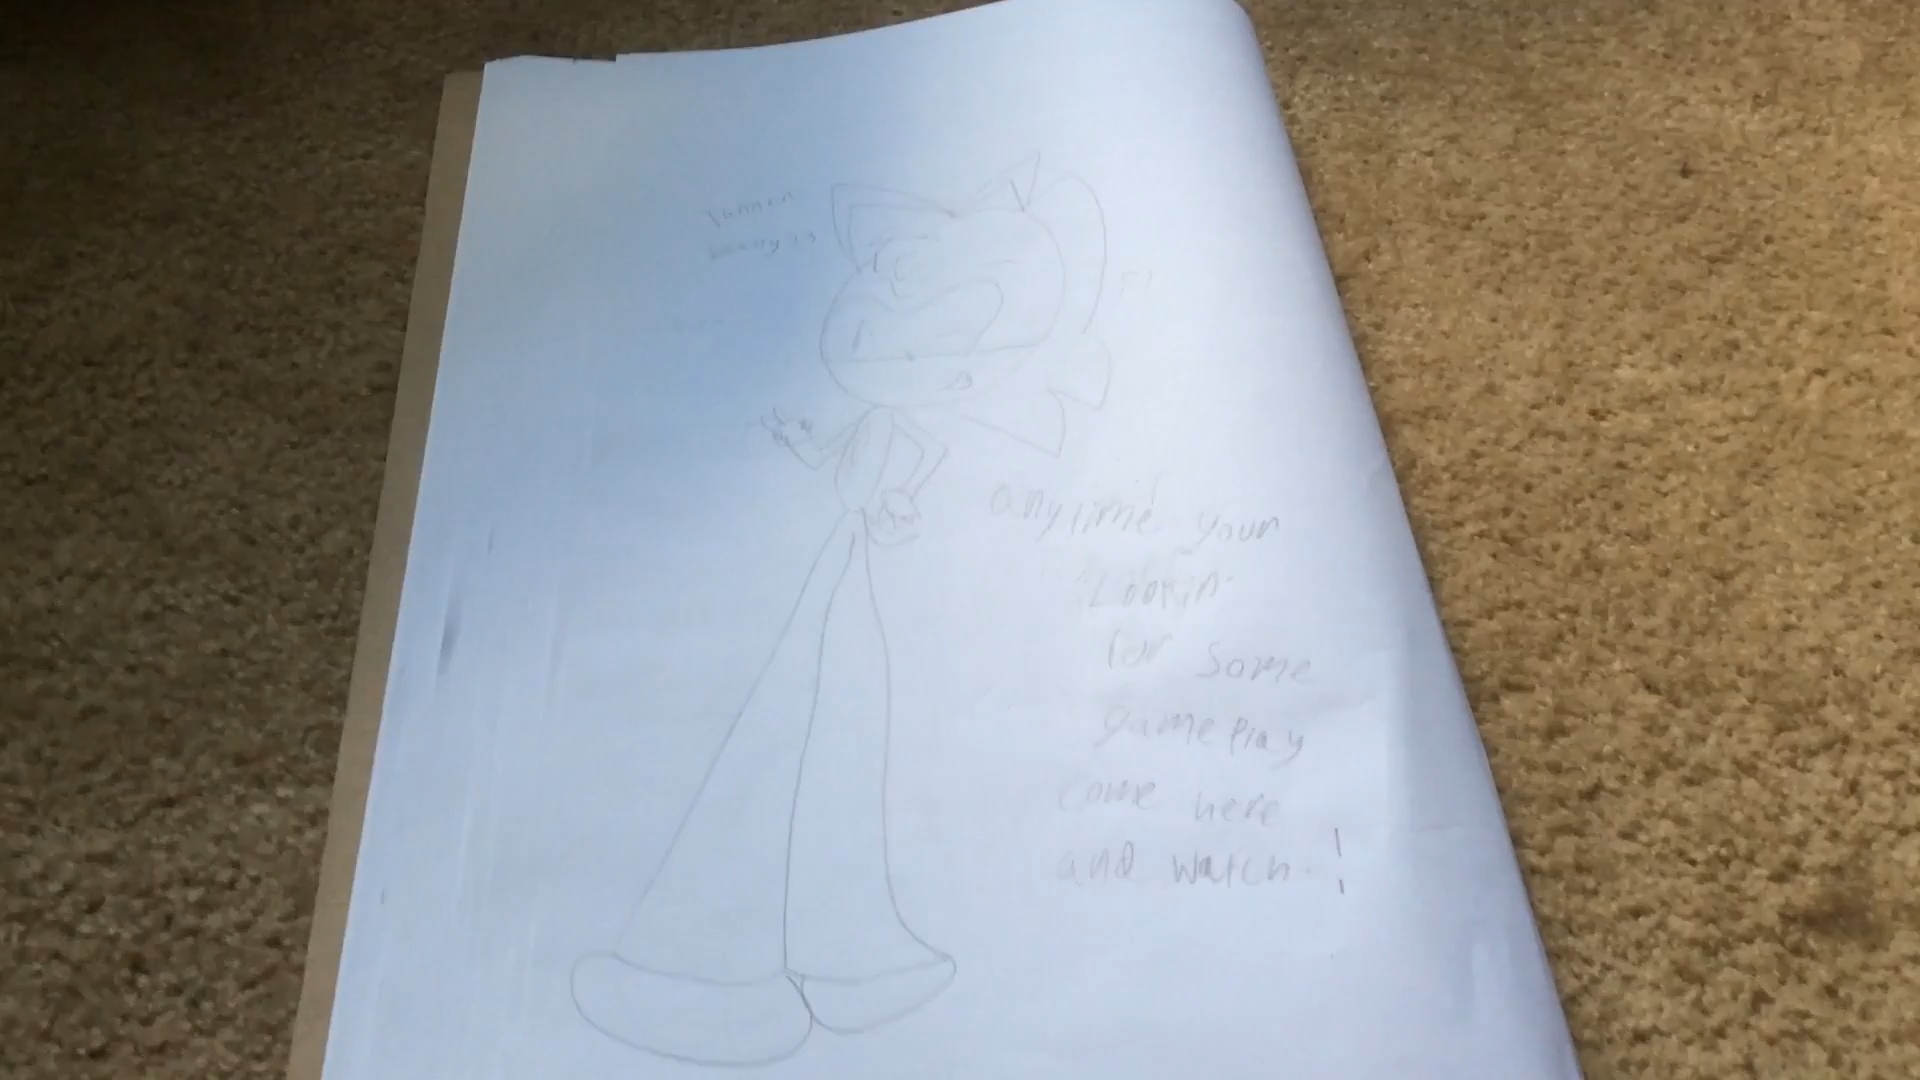 anytime your
Lookin
for some
gameplay
come here
and watch!